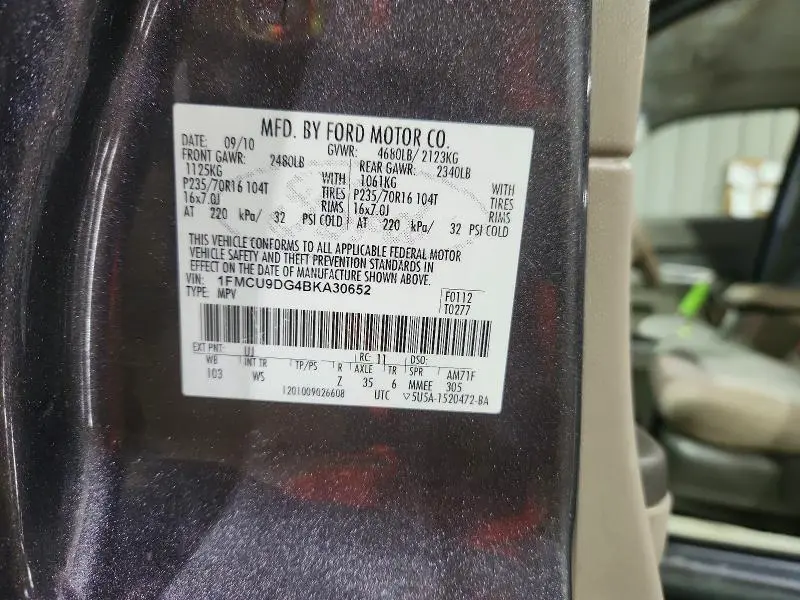 MFD. BY FORD MOTOR CO.
DATE: 09/10 GVWR: 4680LB/ 2123KG
FRONT GAWR: 2480LB REAR GAWR: 2340LB
1125KG WITH 1061KG WITH
P235/70R16 104T TIRES P235/70R16 104T TIRES
16x7.0J RIMS 16x7.0J RIMS
AT 220 kPa/ 32 PSI COLD AT 220 kPa/ 32 PSI COLD
THIS VEHICLE CONFORMS TO ALL APPLICABLE FEDERAL MOTOR
VEHICLE SAFETY AND THEFT PREVENTION STANDARDS IN
EFFECT ON THE DATE OF MANUFACTURE SHOWN ABOVE.
VIN: 1FMCU9DG4BKA30652 F0112
TYPE: MPV T0277
EXT PNT: UJ RC: 11 DSO:
WB INT TR TP/PS R AXLE TR SPR AM71F
103 WS Z 35 6 MMEE 305
1201009026608 UTC 5U5A-1520472-BA